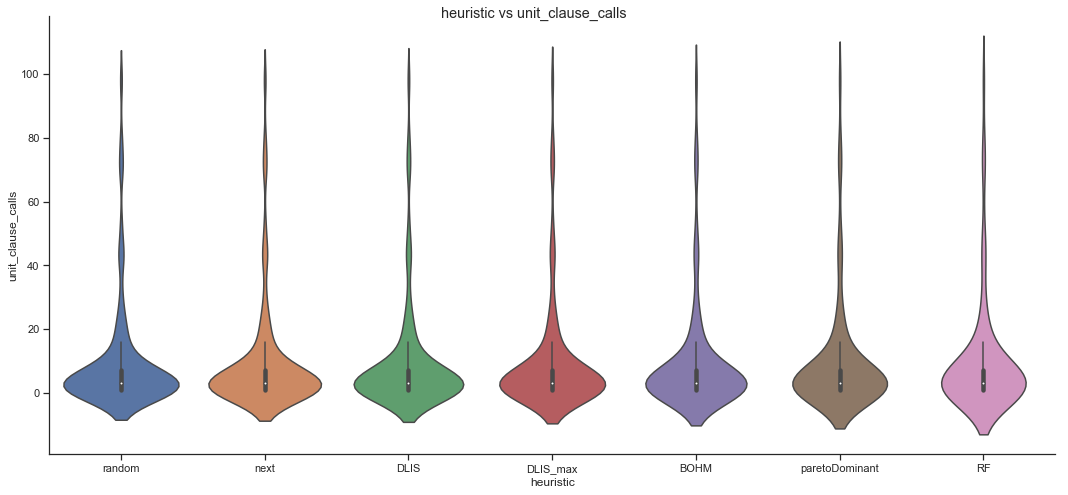 heuristic vs unit_clause_calls
unit_clause_calls
100
80
60
40
20
0
random next DLIS DLIS_max BOHM paretoDominant RF
heuristic